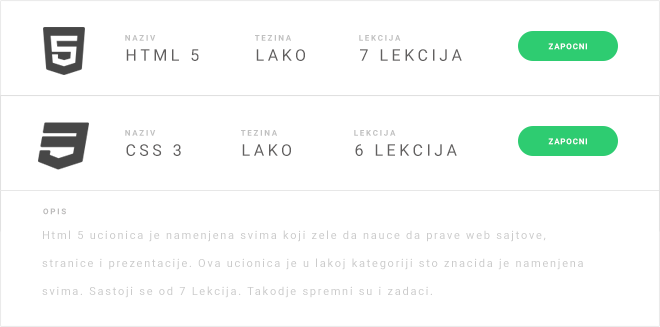 NAZIV TEZINA LEKCIJA
HTML 5 LAKO 7 LEKCIJA ZAPOCNI
NAZIV TEZINA LEKCIJA
CSS 3 LAKO 6 LEKCIJA ZAPOCNI
OPIS
Html 5 ucionica je namenjena svima koji zele da nauce da prave web sajtove,
stranice i prezentacije. Ova ucionica je u lakoj kategoriji sto znacida je namenjena
svima. Sastoji se od 7 Lekcija. Takodje spremni su i zadaci.